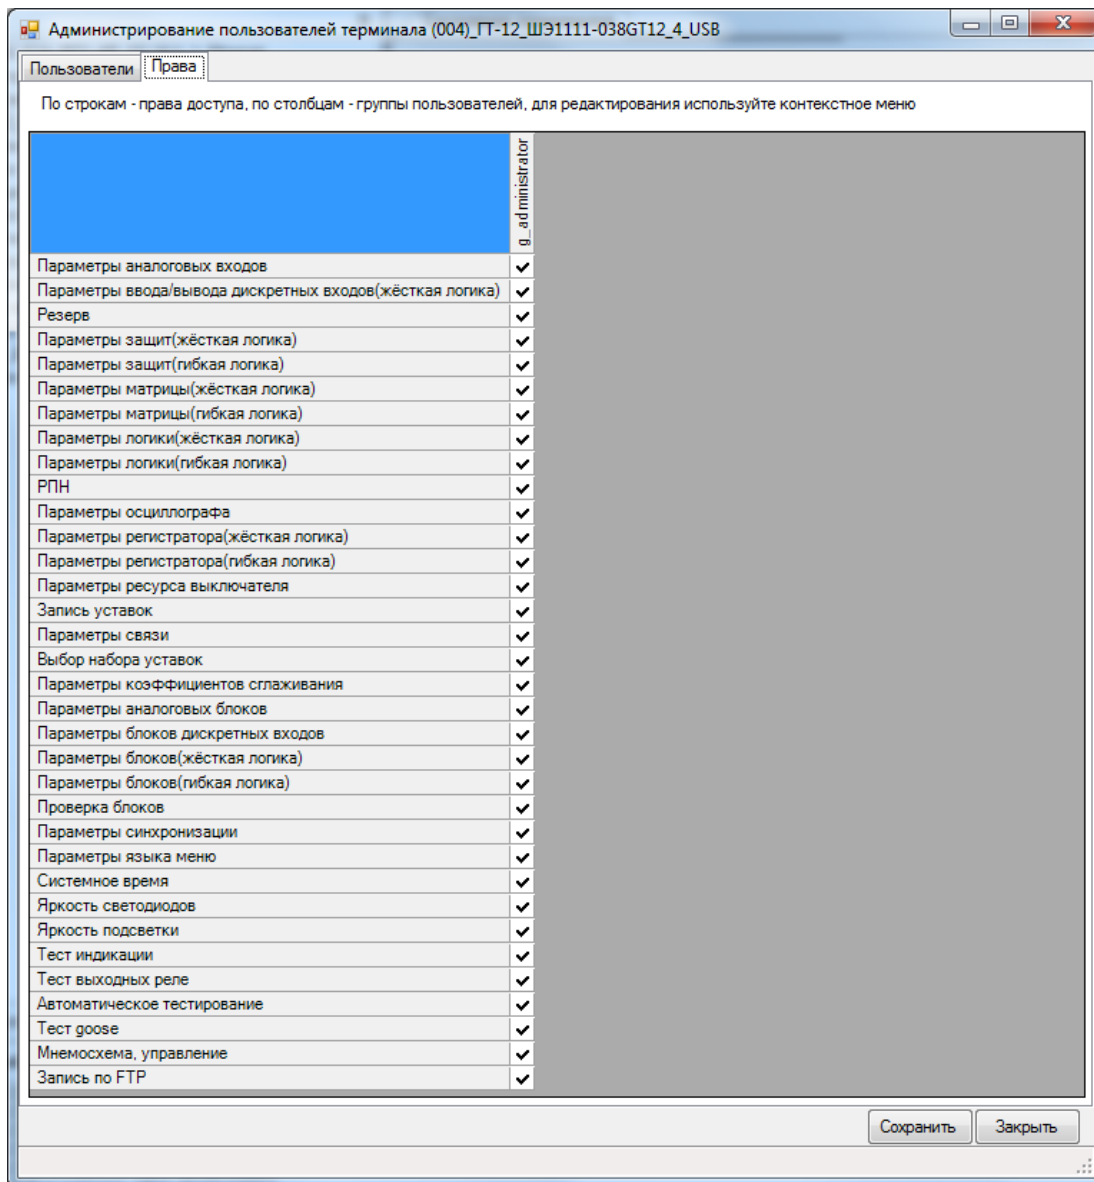 Администрирование пользователей терминала (004)_ГТ-12_ШЭ1111-038GT12_4_USB
Пользователи Права
По строкам - права доступа, по столбцам - группы пользователей, для редактирования используйте контекстное меню
g_administrator
Параметры аналоговых входов
Параметры ввода/вывода дискретных входов(жёсткая логика)
Резерв
Параметры защит(жёсткая логика)
Параметры защит(гибкая логика)
Параметры матрицы(жёсткая логика)
Параметры матрицы(гибкая логика)
Параметры логики(жёсткая логика)
Параметры логики(гибкая логика)
РПН
Параметры осциллографа
Параметры регистратора(жёсткая логика)
Параметры регистратора(гибкая логика)
Параметры ресурса выключателя
Запись уставок
Параметры связи
Выбор набора уставок
Параметры коэффициентов сглаживания
Параметры аналоговых блоков
Параметры блоков дискретных входов
Параметры блоков(жёсткая логика)
Параметры блоков(гибкая логика)
Проверка блоков
Параметры синхронизации
Параметры языка меню
Системное время
Яркость светодиодов
Яркость подсветки
Тест индикации
Тест выходных реле
Автоматическое тестирование
Тест goose
Мнемосхема, управление
Запись по FTP
Сохранить Закрыть